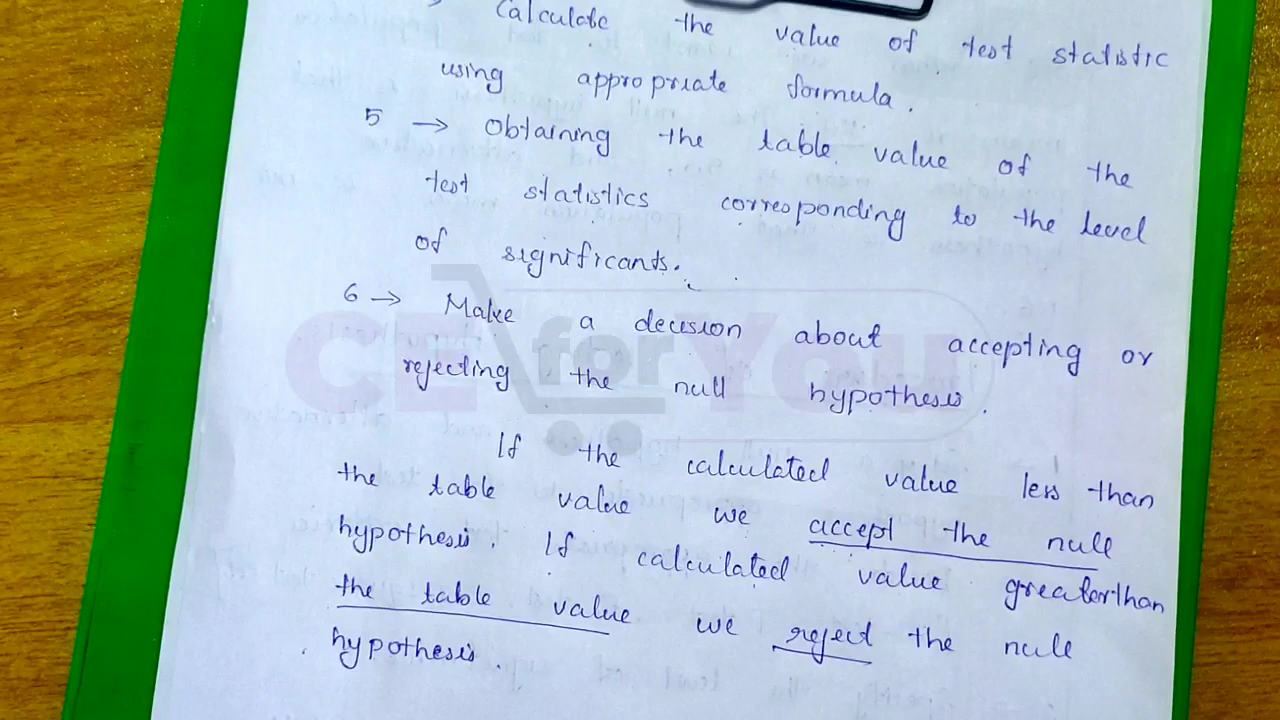 Calculate the value of test statistic
using appropriate formula.
5 → Obtaining the table value of the
test statistics corresponding to the level
of significants.
6 → Make a decision about accepting or
rejecting the null hypothesis.
If the calculated value less than
the table value we accept the null
hypothesis. If calculated value greaterthan
the table value we reject the null
hypothesis.
CE for You